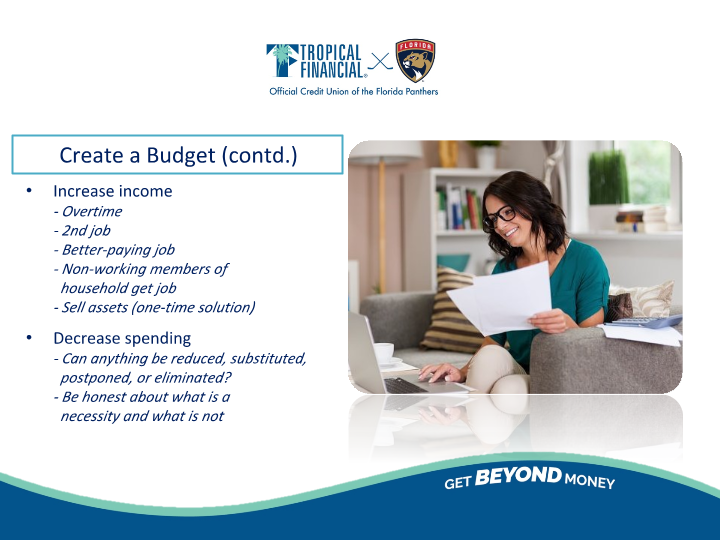 TROPICAL
FINANCIAL®
FLORIDA
Official Credit Union of the Florida Panthers
Create a Budget (contd.)
• Increase income
- Overtime
- 2nd job
- Better-paying job
- Non-working members of
household get job
- Sell assets (one-time solution)
• Decrease spending
- Can anything be reduced, substituted,
postponed, or eliminated?
- Be honest about what is a
necessity and what is not
GET BEYOND MONEY